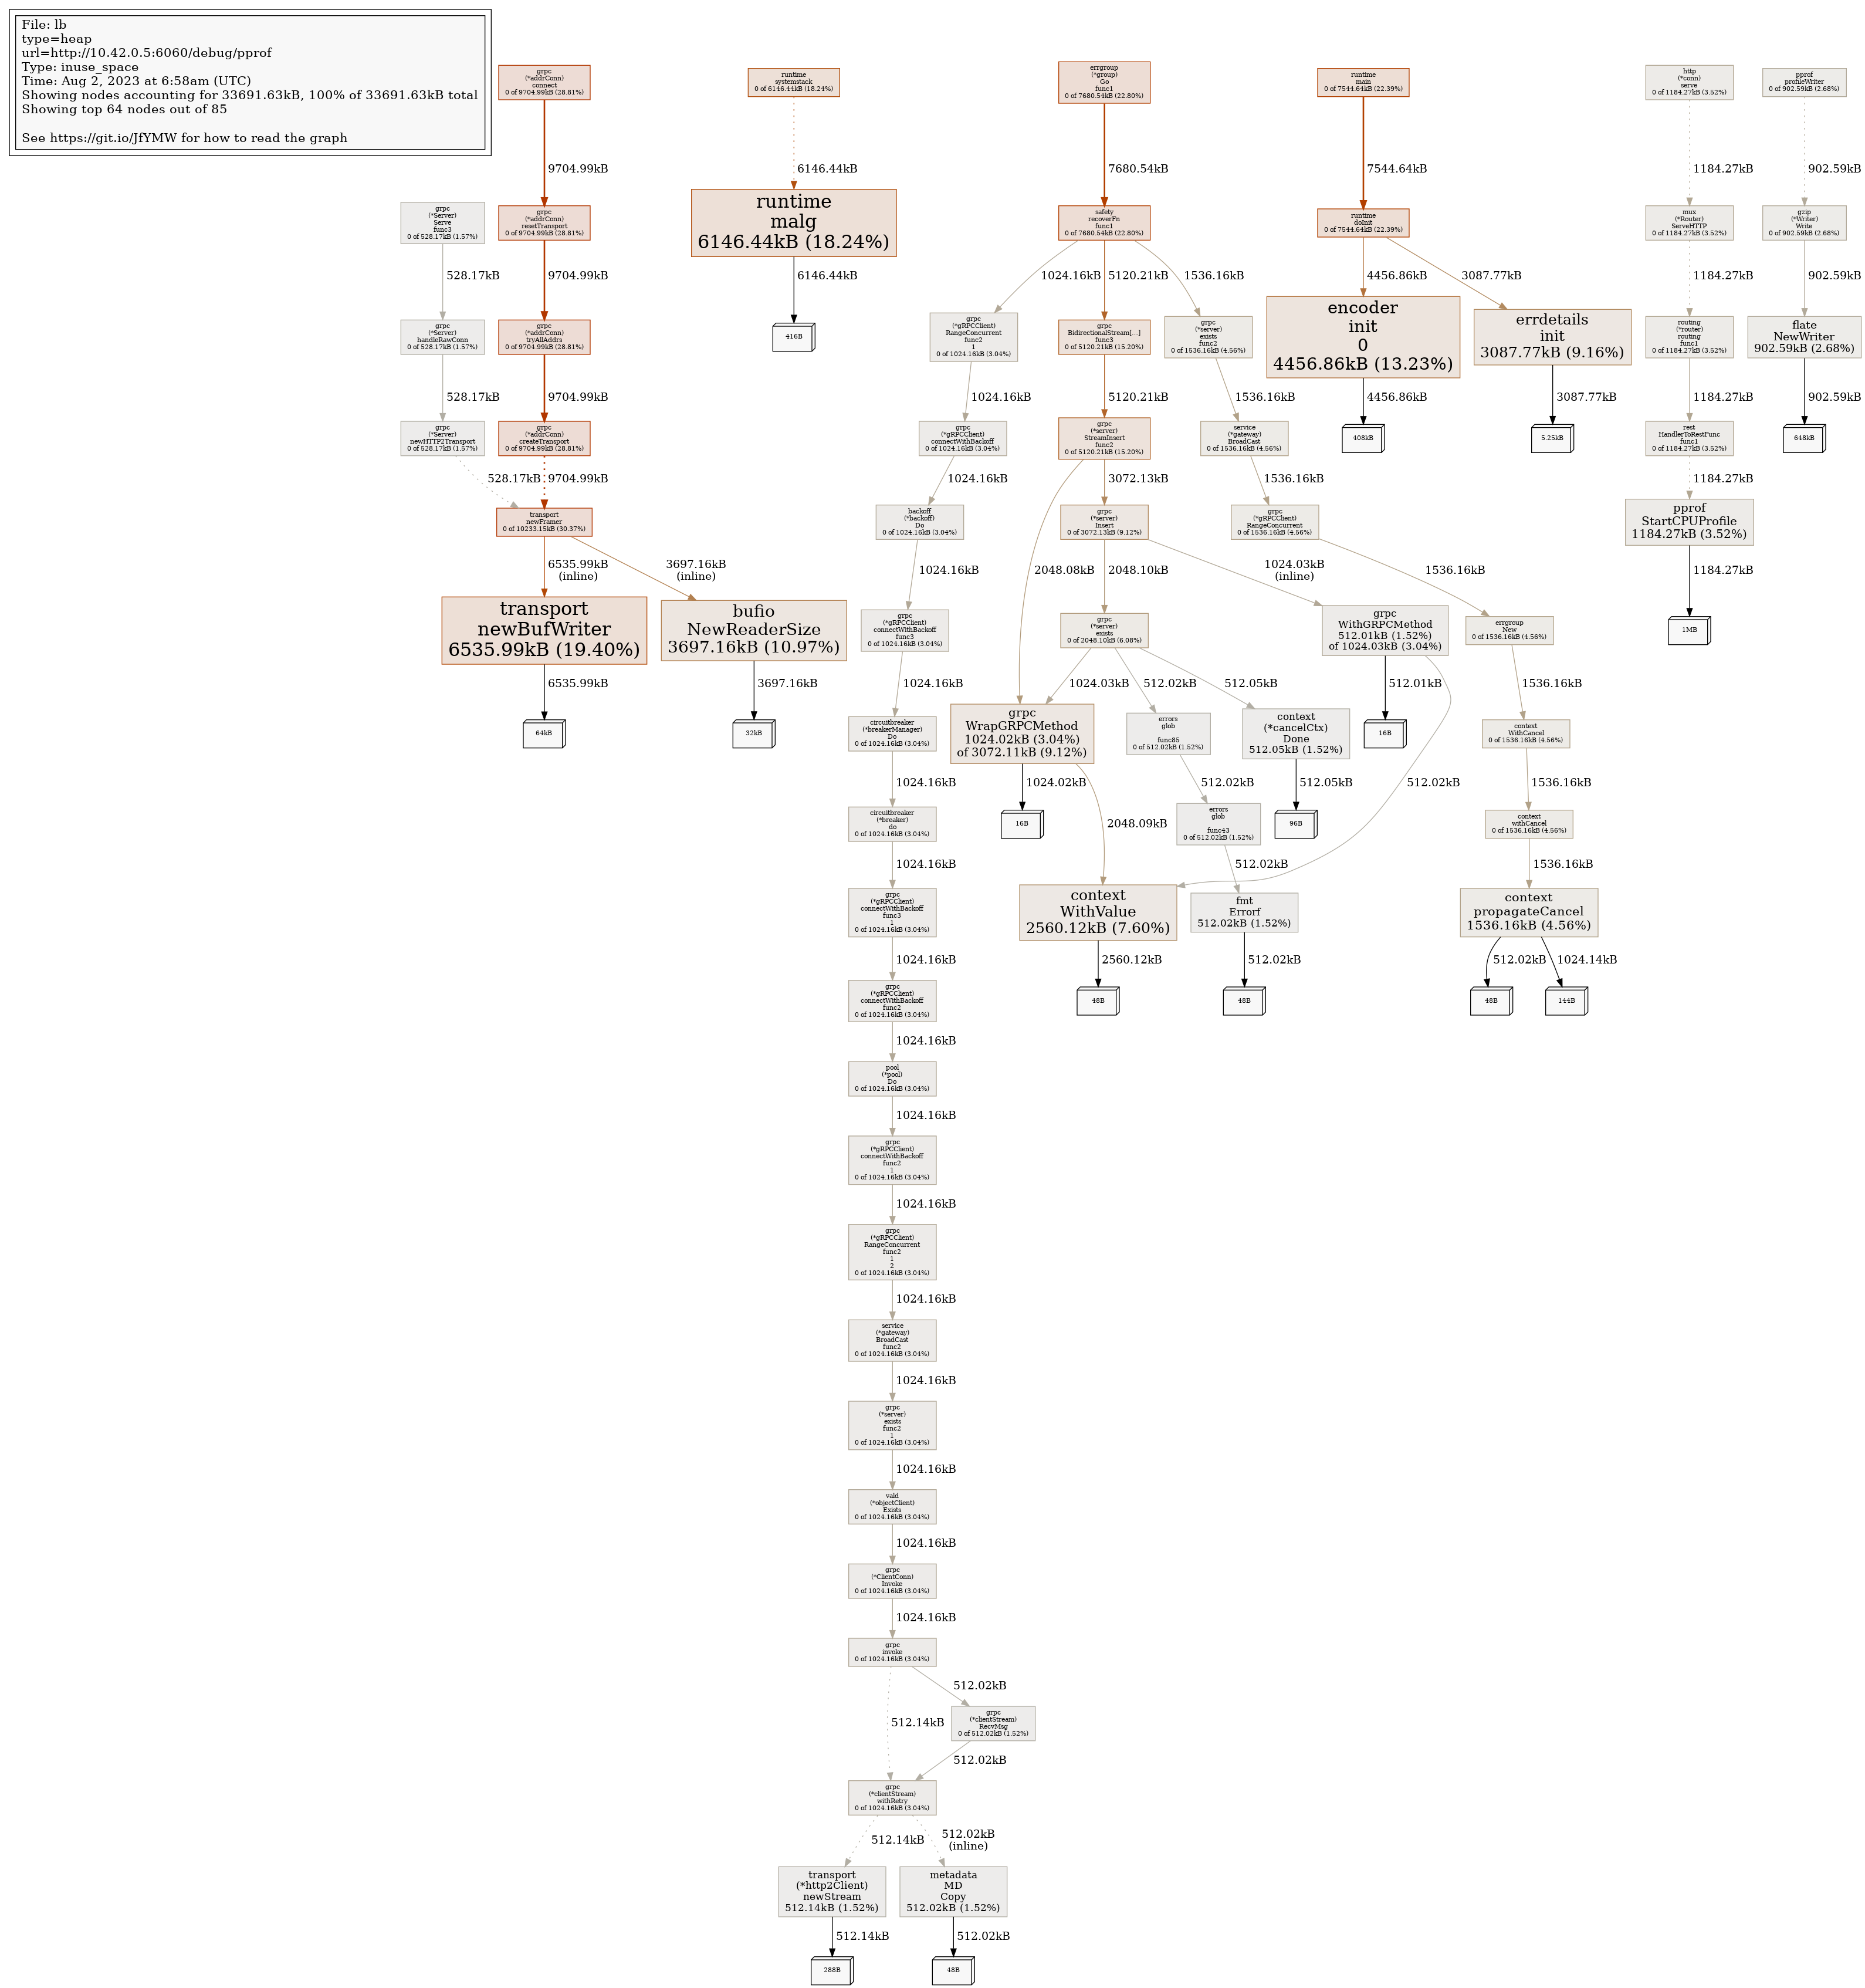 File: lb
type=heap
url=http://10.42.0.5:6060/debug/pprof
Type: inuse_space
Time: Aug 2, 2023 at 6:58am (UTC)
Showing nodes accounting for 33691.63kB, 100% of 33691.63kB total
Showing top 64 nodes out of 85
See https://git.io/JfYMW for how to read the graph
grpc
(*addrConn)
connect
0 of 9704.99kB (28.81%)
runtime
systemstack
0 of 6146.44kB (18.24%)
errgroup
(*group)
Go
func1
0 of 7680.54kB (22.80%)
runtime
main
0 of 7544.64kB (22.39%)
http
(*conn)
serve
0 of 1184.27kB (3.52%)
pprof
profileWriter
0 of 902.59kB (2.68%)
9704.99kB
6146.44kB
7680.54kB
7544.64kB
1184.27kB
902.59kB
grpc
(*Server)
Serve
func3
0 of 528.17kB (1.57%)
grpc
(*addrConn)
resetTransport
0 of 9704.99kB (28.81%)
runtime
malg
6146.44kB (18.24%)
safety
recoverFn
func1
0 of 7680.54kB (22.80%)
runtime
doInit
0 of 7544.64kB (22.39%)
mux
(*Router)
ServeHTTP
0 of 1184.27kB (3.52%)
gzip
(*Writer)
Write
0 of 902.59kB (2.68%)
528.17kB
9704.99kB
6146.44kB
1024.16kB
5120.21kB
1536.16kB
4456.86kB
3087.77kB
1184.27kB
902.59kB
grpc
(*Server)
handleRawConn
0 of 528.17kB (1.57%)
grpc
(*addrConn)
tryAllAddrs
0 of 9704.99kB (28.81%)
416B
grpc
(*gRPCClient)
RangeConcurrent
func2
1
0 of 1024.16kB (3.04%)
grpc
BidirectionalStream[...]
func3
0 of 5120.21kB (15.20%)
grpc
(*server)
exists
func2
0 of 1536.16kB (4.56%)
encoder
init
0
4456.86kB (13.23%)
errdetails
init
3087.77kB (9.16%)
routing
(*router)
routing
func1
0 of 1184.27kB (3.52%)
flate
NewWriter
902.59kB (2.68%)
528.17kB
9704.99kB
1024.16kB
5120.21kB
1536.16kB
4456.86kB
3087.77kB
1184.27kB
902.59kB
grpc
(*Server)
newHTTP2Transport
0 of 528.17kB (1.57%)
grpc
(*addrConn)
createTransport
0 of 9704.99kB (28.81%)
grpc
(*gRPCClient)
connectWithBackoff
0 of 1024.16kB (3.04%)
grpc
(*server)
StreamInsert
func2
0 of 5120.21kB (15.20%)
service
(*gateway)
BroadCast
0 of 1536.16kB (4.56%)
408kB
5.25kB
rest
HandlerToRestFunc
func1
0 of 1184.27kB (3.52%)
648kB
528.17kB
9704.99kB
1024.16kB
3072.13kB
1536.16kB
1184.27kB
transport
newFramer
0 of 10233.15kB (30.37%)
backoff
(*backoff)
Do
0 of 1024.16kB (3.04%)
grpc
(*server)
Insert
0 of 3072.13kB (9.12%)
grpc
(*gRPCClient)
RangeConcurrent
0 of 1536.16kB (4.56%)
pprof
StartCPUProfile
1184.27kB (3.52%)
6535.99kB
(inline)
3697.16kB
(inline)
1024.16kB
2048.08kB
2048.10kB
1024.03kB
(inline)
1536.16kB
1184.27kB
transport
newBufWriter
6535.99kB (19.40%)
bufio
NewReaderSize
3697.16kB (10.97%)
grpc
(*gRPCClient)
connectWithBackoff
func3
0 of 1024.16kB (3.04%)
grpc
(*server)
exists
0 of 2048.10kB (6.08%)
grpc
WithGRPCMethod
512.01kB (1.52%)
of 1024.03kB (3.04%)
errgroup
New
0 of 1536.16kB (4.56%)
1MB
6535.99kB
3697.16kB
1024.16kB
1024.03kB
512.02kB
512.05kB
512.01kB
1536.16kB
64kB
32kB
circuitbreaker
(*breakerManager)
Do
0 of 1024.16kB (3.04%)
grpc
WrapGRPCMethod
1024.02kB (3.04%)
of 3072.11kB (9.12%)
errors
glob
func85
0 of 512.02kB (1.52%)
context
(*cancelCtx)
Done
512.05kB (1.52%)
16B
context
WithCancel
0 of 1536.16kB (4.56%)
1024.16kB
1024.02kB
512.02kB
512.05kB
512.02kB
1536.16kB
circuitbreaker
(*breaker)
do
0 of 1024.16kB (3.04%)
16B
2048.09kB
errors
glob
func43
0 of 512.02kB (1.52%)
96B
context
withCancel
0 of 1536.16kB (4.56%)
1024.16kB
512.02kB
1536.16kB
grpc
(*gRPCClient)
connectWithBackoff
func3
1
0 of 1024.16kB (3.04%)
context
WithValue
2560.12kB (7.60%)
fmt
Errorf
512.02kB (1.52%)
context
propagateCancel
1536.16kB (4.56%)
1024.16kB
2560.12kB
512.02kB
512.02kB
1024.14kB
grpc
(*gRPCClient)
connectWithBackoff
func2
0 of 1024.16kB (3.04%)
48B
48B
48B
144B
1024.16kB
pool
(*pool)
Do
0 of 1024.16kB (3.04%)
1024.16kB
grpc
(*gRPCClient)
connectWithBackoff
func2
1
0 of 1024.16kB (3.04%)
1024.16kB
grpc
(*gRPCClient)
RangeConcurrent
func2
1
2
0 of 1024.16kB (3.04%)
1024.16kB
service
(*gateway)
BroadCast
func2
0 of 1024.16kB (3.04%)
1024.16kB
grpc
(*server)
exists
func2
1
0 of 1024.16kB (3.04%)
1024.16kB
vald
(*objectClient)
Exists
0 of 1024.16kB (3.04%)
1024.16kB
grpc
(*ClientConn)
Invoke
0 of 1024.16kB (3.04%)
1024.16kB
grpc
invoke
0 of 1024.16kB (3.04%)
512.02kB
512.14kB
grpc
(*clientStream)
RecvMsg
0 of 512.02kB (1.52%)
512.02kB
grpc
(*clientStream)
withRetry
0 of 1024.16kB (3.04%)
512.14kB
512.02kB
(inline)
transport
(*http2Client)
newStream
512.14kB (1.52%)
metadata
MD
Copy
512.02kB (1.52%)
512.14kB
512.02kB
288B
48B